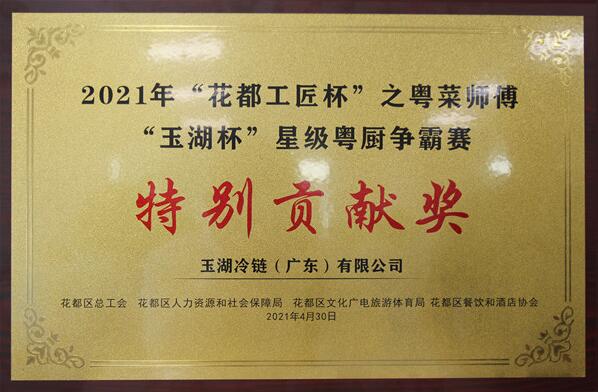 2021年“花都工匠杯”之粤菜师傅
“玉湖杯”星级粤厨争霸赛
特别贡献奖
玉湖冷链（广东）有限公司
花都区总工会 花都区人力资源和社会保障局 花都区文化广电旅游体育局 花都区餐饮和酒店协会
2021年4月30日